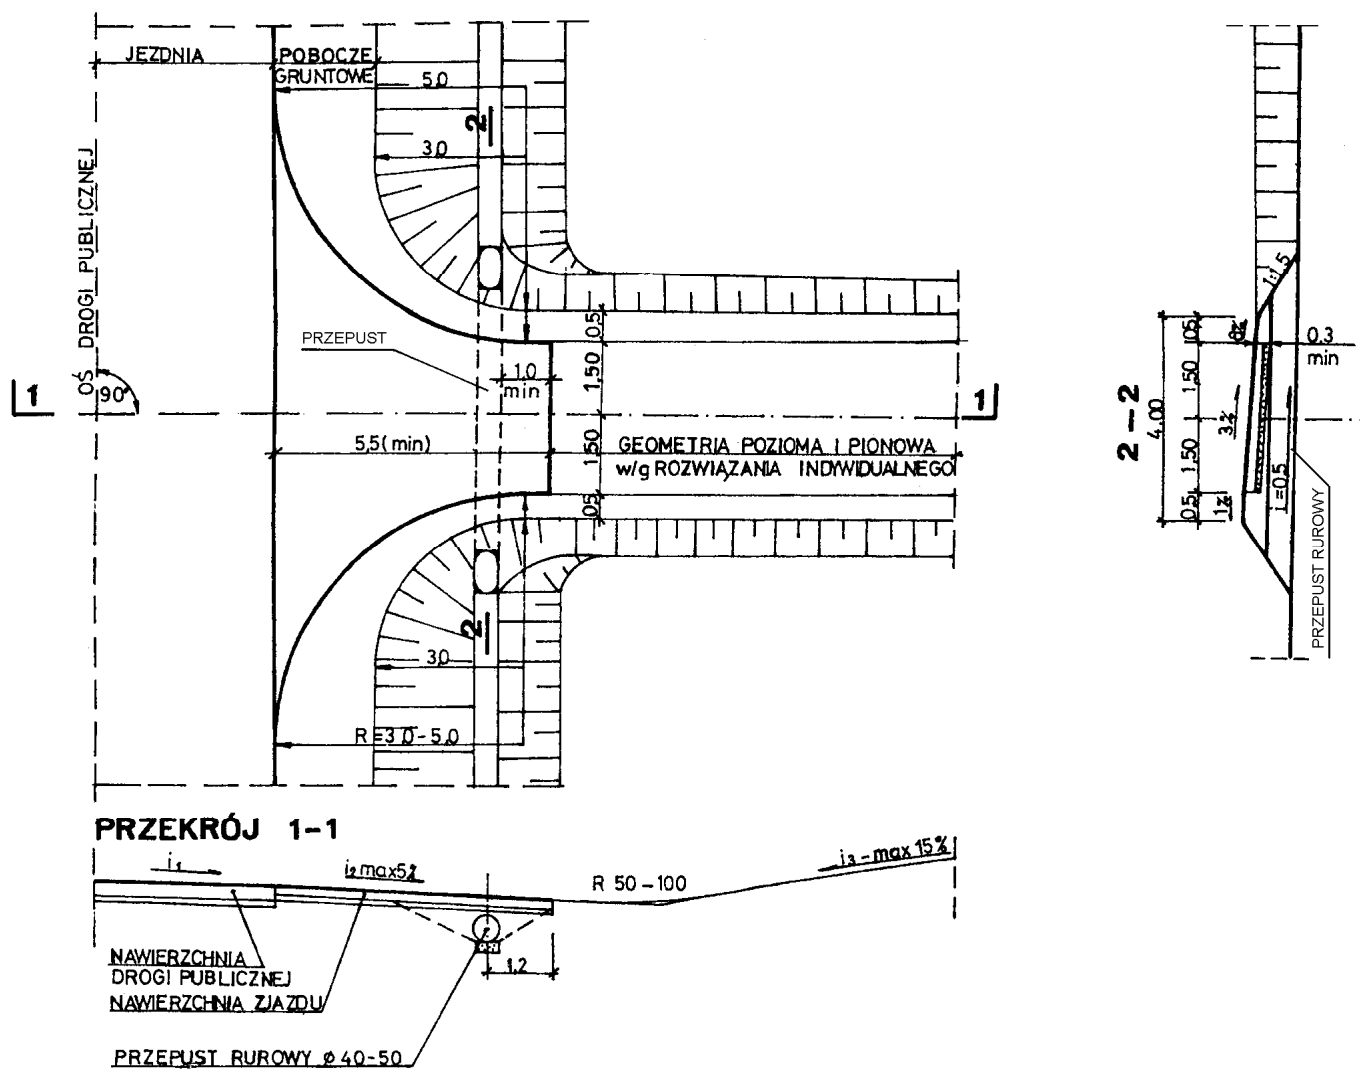 JEZDNIA
POBOCZE
GRUNTOWE
5,0
2
3,0
OŚ DROGI PUBLICZNEJ
PRZEPUST
1,0
min
0,5
1,50
90°
1
1
5,5 (min)
1,50
0,5
GEOMETRIA POZIOMA I PIONOWA
w/g ROZWIĄZANIA INDYWIDUALNEGO
2
3,0
R=3,0-5,0
1:1,5
8%
0,5
0.3
min
1,50
3%
4.00
2-2
1,50
0,5
1%
i=0,5
PRZEPUST RUROWY
PRZEKRÓJ 1-1
i1
i2 max5%
R 50-100
i3-max 15%
NAWIERZCHNIA
DROGI PUBLICZNEJ
NAWIERZCHNIA ZJAZDU
1,2
PRZEPUST RUROWY ø 40-50